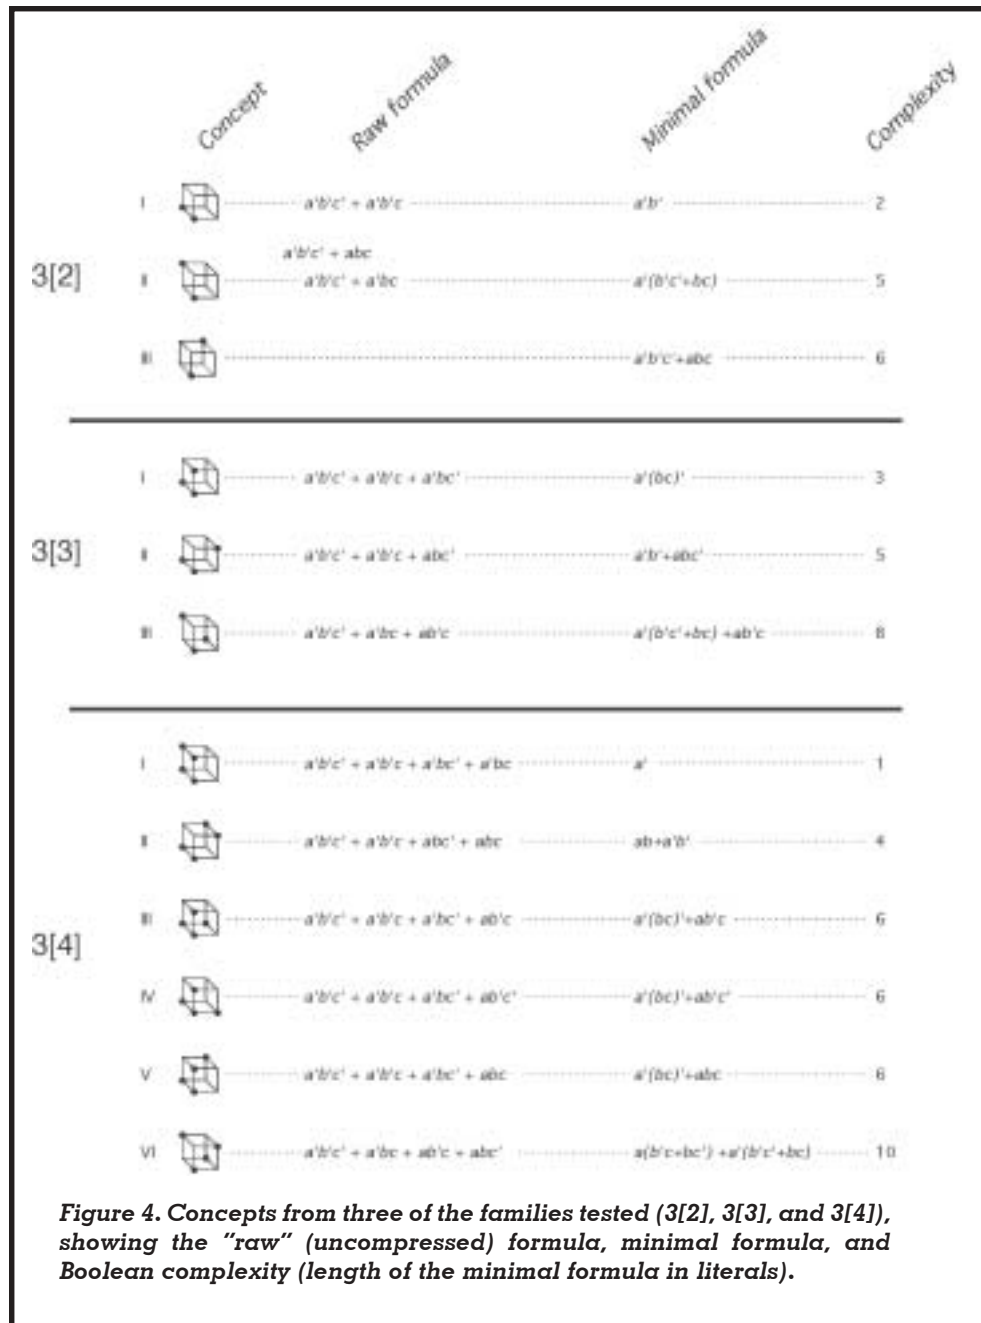 Concept Raw formula Minimal formula Complexity
I a'b'c' + a'b'c a'b' 2
a'b'c' + abc
3[2] II a'b'c' + a'bc a'(b'c'+bc) 5
III a'b'c'+abc 6
I a'b'c' + a'b'c + a'bc' a'(bc)' 3
3[3] II a'b'c' + a'b'c + abc' a'b'+abc' 5
III a'b'c' + a'bc + ab'c a'(b'c'+bc) +ab'c 8
I a'b'c' + a'b'c + a'bc' + a'bc a' 1
II a'b'c' + a'b'c + abc' + abc ab+a'b' 4
III a'b'c' + a'b'c + a'bc' + ab'c a'(bc)'+ab'c 6
3[4]
IV a'b'c' + a'b'c + a'bc' + ab'c' a'(bc)'+ab'c' 6
V a'b'c' + a'b'c + a'bc' + abc a'(bc)'+abc 6
VI a'b'c' + a'bc + ab'c + abc' a(b'c+bc') +a'(b'c'+bc) 10
Figure 4. Concepts from three of the families tested (3[2], 3[3], and 3[4]),
showing the "raw" (uncompressed) formula, minimal formula, and
Boolean complexity (length of the minimal formula in literals).